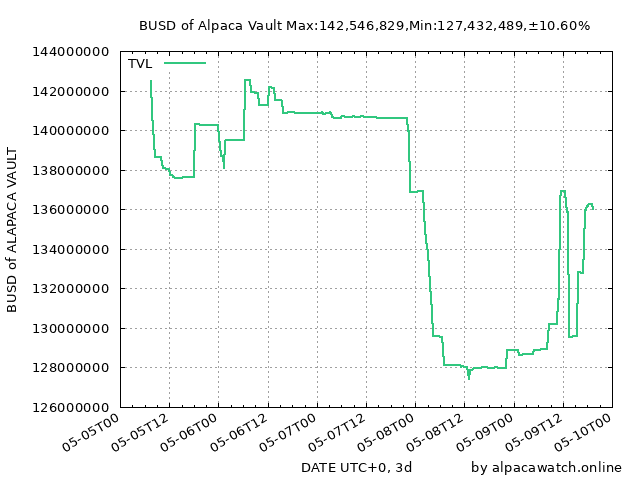 BUSD of Alpaca Vault Max:142,546,829,Min:127,432,489,±10.60%
TVL
144000000
142000000
140000000
138000000
136000000
134000000
132000000
130000000
128000000
126000000
BUSD of ALAPACA VAULT
05-05T00
05-05T12
05-06T00
05-06T12
05-07T00
05-07T12
05-08T00
05-08T12
05-09T00
05-09T12
05-10T00
DATE UTC+0, 3d
by alpacawatch.online